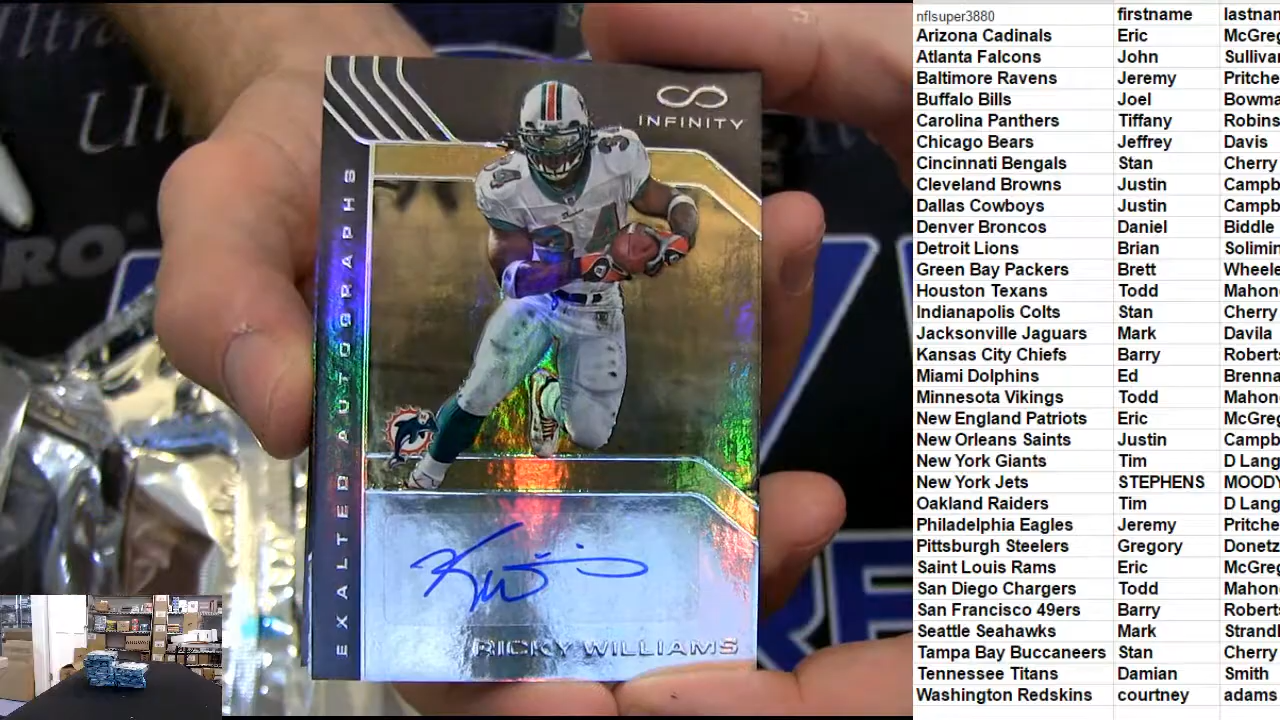 INFINITY
EXALTED AUTOGRAPHS
34
34
RICKY WILLIAMS
Ultra
RO
nflsuper3880 firstname lastnam
Arizona Cadinals Eric McGreg
Atlanta Falcons John Sullivan
Baltimore Ravens Jeremy Pritche
Buffalo Bills Joel Bowma
Carolina Panthers Tiffany Robins
Chicago Bears Jeffrey Davis
Cincinnati Bengals Stan Cherry
Cleveland Browns Justin Campb
Dallas Cowboys Justin Campb
Denver Broncos Daniel Biddle
Detroit Lions Brian Solimin
Green Bay Packers Brett Wheele
Houston Texans Todd Mahon
Indianapolis Colts Stan Cherry
Jacksonville Jaguars Mark Davila
Kansas City Chiefs Barry Roberts
Miami Dolphins Ed Brenna
Minnesota Vikings Todd Mahon
New England Patriots Eric McGreg
New Orleans Saints Justin Campb
New York Giants Tim D Lang
New York Jets STEPHENS MOODY
Oakland Raiders Tim D Lang
Philadelphia Eagles Jeremy Pritche
Pittsburgh Steelers Gregory Donetz
Saint Louis Rams Eric McGreg
San Diego Chargers Todd Mahon
San Francisco 49ers Barry Roberts
Seattle Seahawks Mark Strandl
Tampa Bay Buccaneers Stan Cherry
Tennessee Titans Damian Smith
Washington Redskins courtney adams